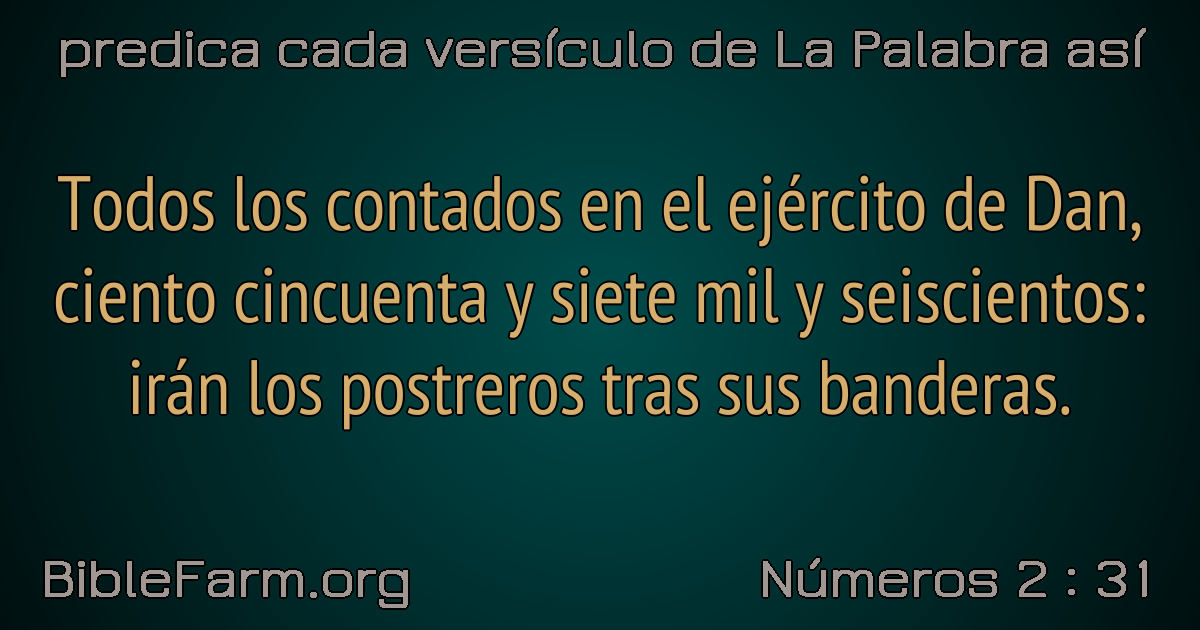 predica cada versículo de La Palabra así
Todos los contados en el ejército de Dan,
ciento cincuenta y siete mil y seiscientos:
irán los postreros tras sus banderas.
BibleFarm.org
Números 2 : 31